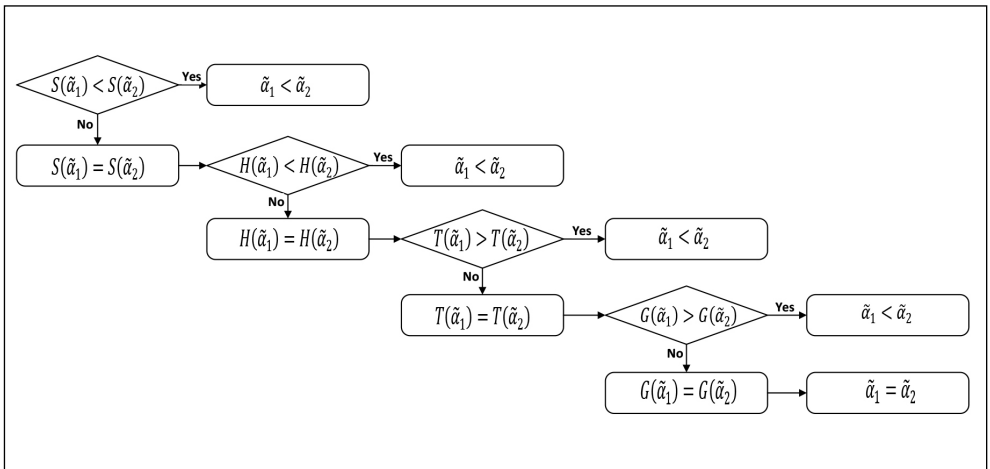 S(α̃₁) < S(α̃₂)
Yes
α̃₁ < α̃₂
No
S(α̃₁) = S(α̃₂)
H(α̃₁) < H(α̃₂)
Yes
α̃₁ < α̃₂
No
H(α̃₁) = H(α̃₂)
T(α̃₁) > T(α̃₂)
Yes
α̃₁ < α̃₂
No
T(α̃₁) = T(α̃₂)
G(α̃₁) > G(α̃₂)
Yes
α̃₁ < α̃₂
No
G(α̃₁) = G(α̃₂)
α̃₁ = α̃₂